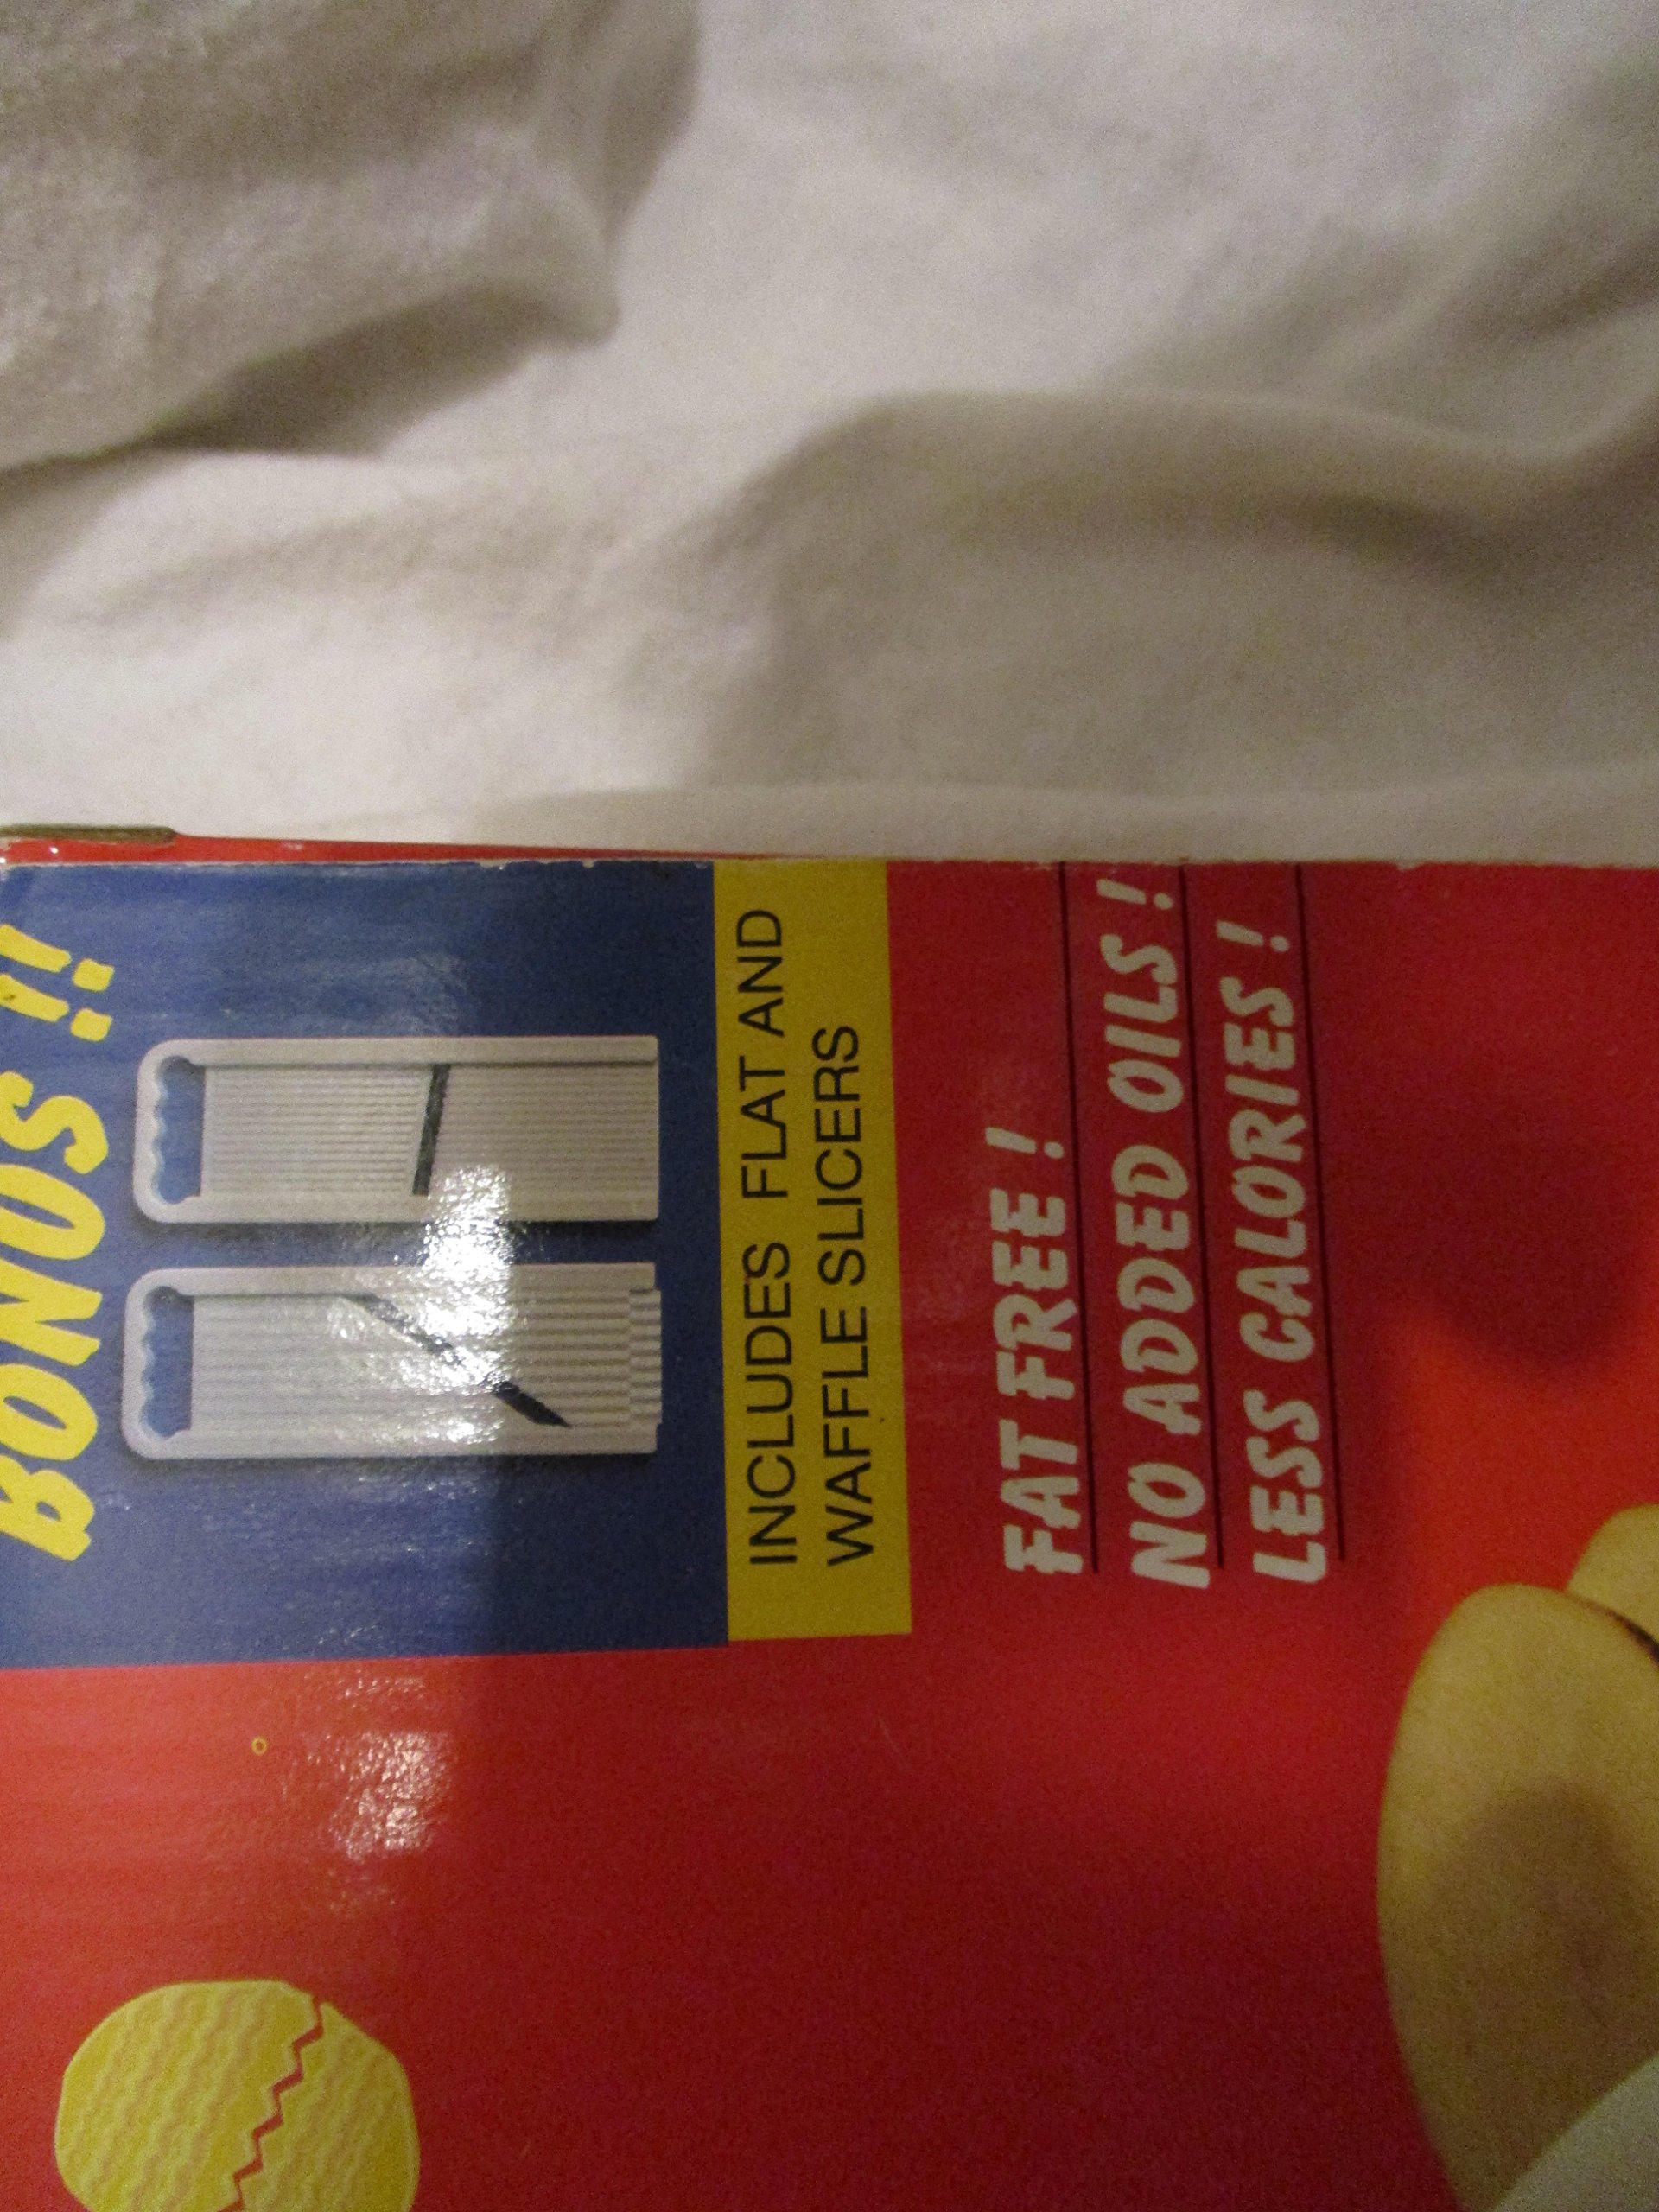 BONUS !!
INCLUDES FLAT AND
WAFFLE SLICERS
FAT FREE !
NO ADDED OILS !
LESS CALORIES !